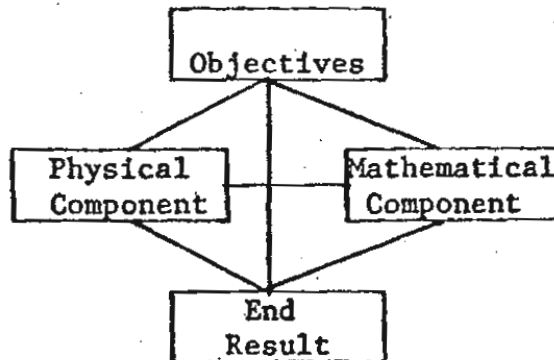 Objectives
Physical
Component
Mathematical
Component
End
Result